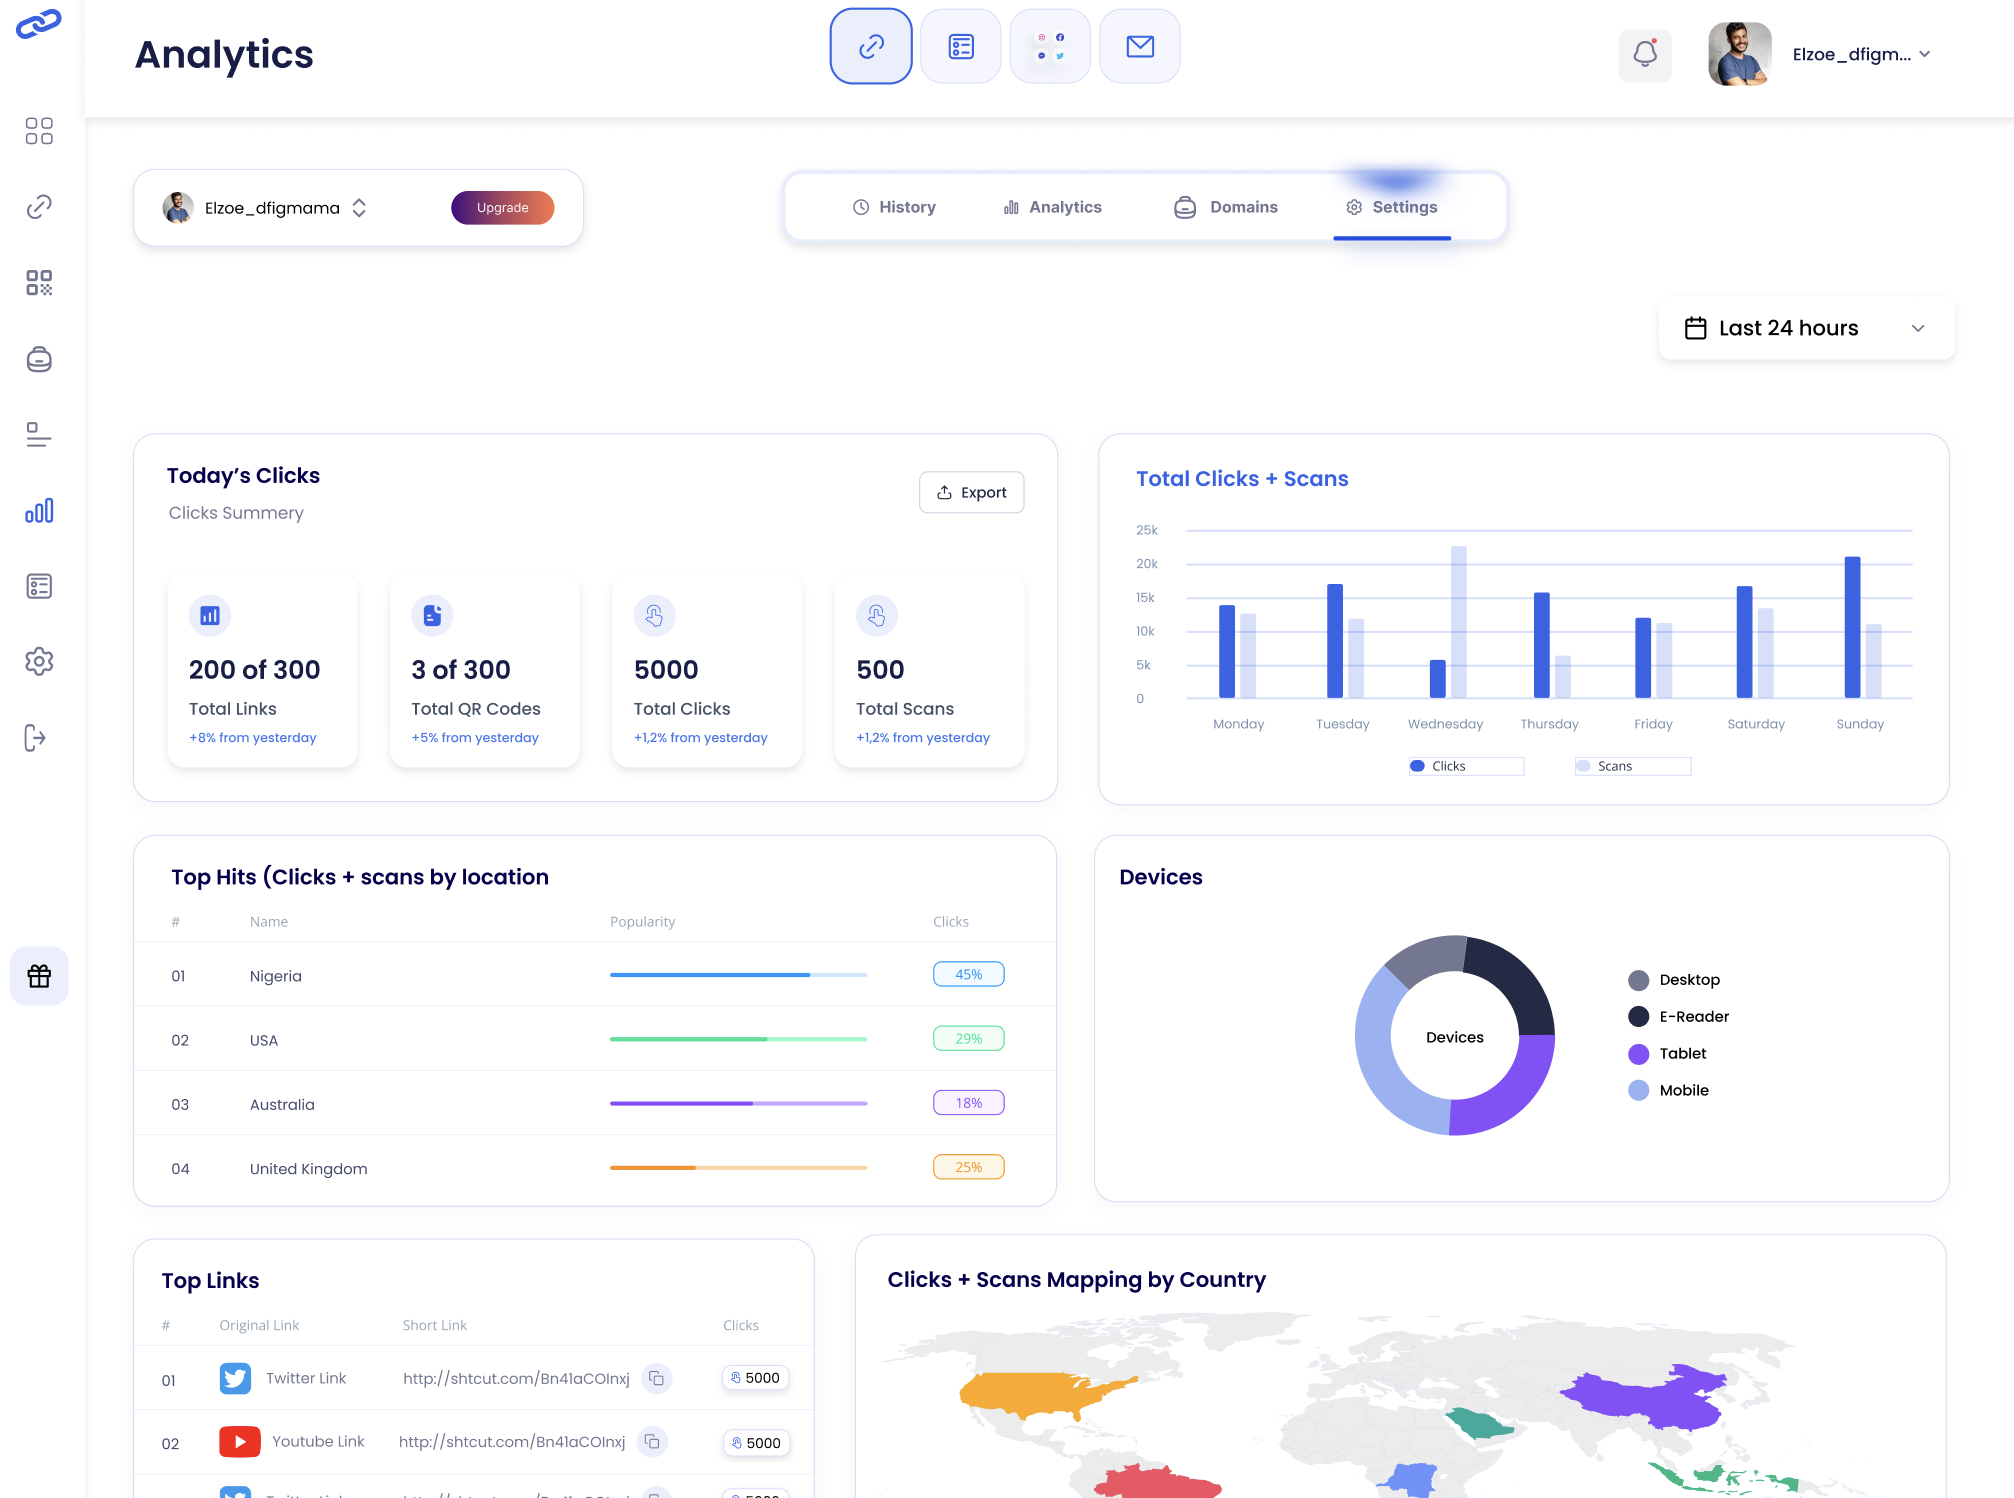 Analytics
Elzoe_dfigm...
Elzoe_dfigmama
Upgrade
History
Analytics
Domains
Settings
Last 24 hours
Today's Clicks
Clicks Summery
Export
200 of 300
Total Links
+8% from yesterday
3 of 300
Total QR Codes
+5% from yesterday
5000
Total Clicks
+1,2% from yesterday
500
Total Scans
+1,2% from yesterday
Total Clicks + Scans
25k
20k
15k
10k
5k
0
Monday Tuesday Wednesday Thursday Friday Saturday Sunday
Clicks
Scans
Top Hits (Clicks + scans by location
# Name Popularity Clicks
01 Nigeria 45%
02 USA 29%
03 Australia 18%
04 United Kingdom 25%
Devices
Devices
Desktop
E-Reader
Tablet
Mobile
Top Links
# Original Link Short Link Clicks
01 Twitter Link http://shtcut.com/Bn41aCOInxj 5000
02 Youtube Link http://shtcut.com/Bn41aCOInxj 5000
Clicks + Scans Mapping by Country